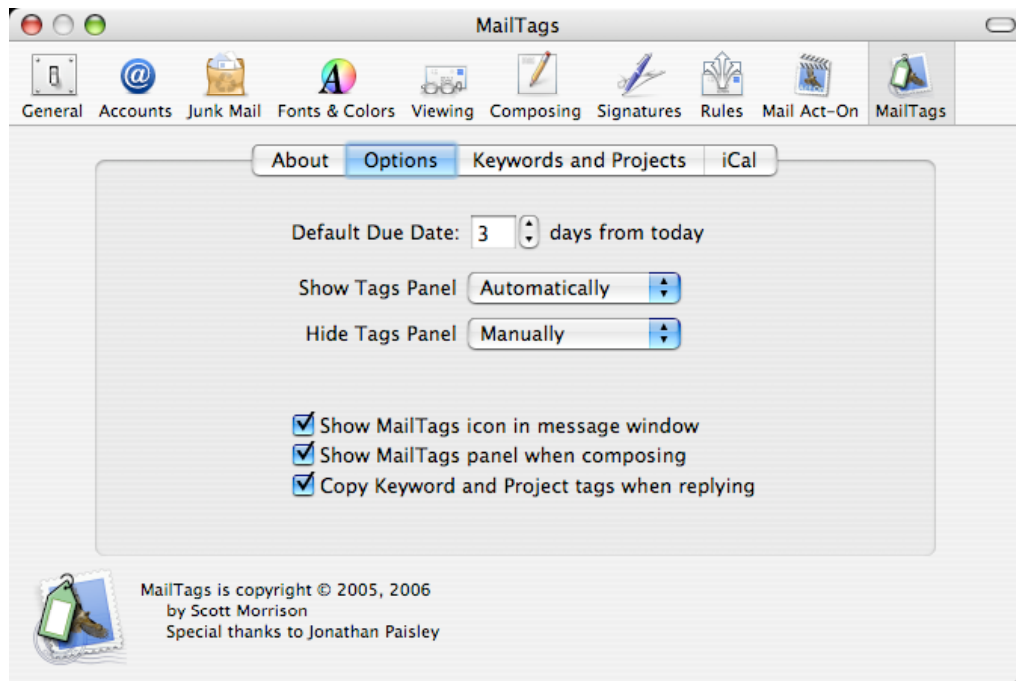 MailTags
General Accounts Junk Mail Fonts & Colors Viewing Composing Signatures Rules Mail Act-On MailTags
About Options Keywords and Projects iCal
Default Due Date: 3 days from today
Show Tags Panel Automatically
Hide Tags Panel Manually
Show MailTags icon in message window
Show MailTags panel when composing
Copy Keyword and Project tags when replying
MailTags is copyright © 2005, 2006
by Scott Morrison
Special thanks to Jonathan Paisley